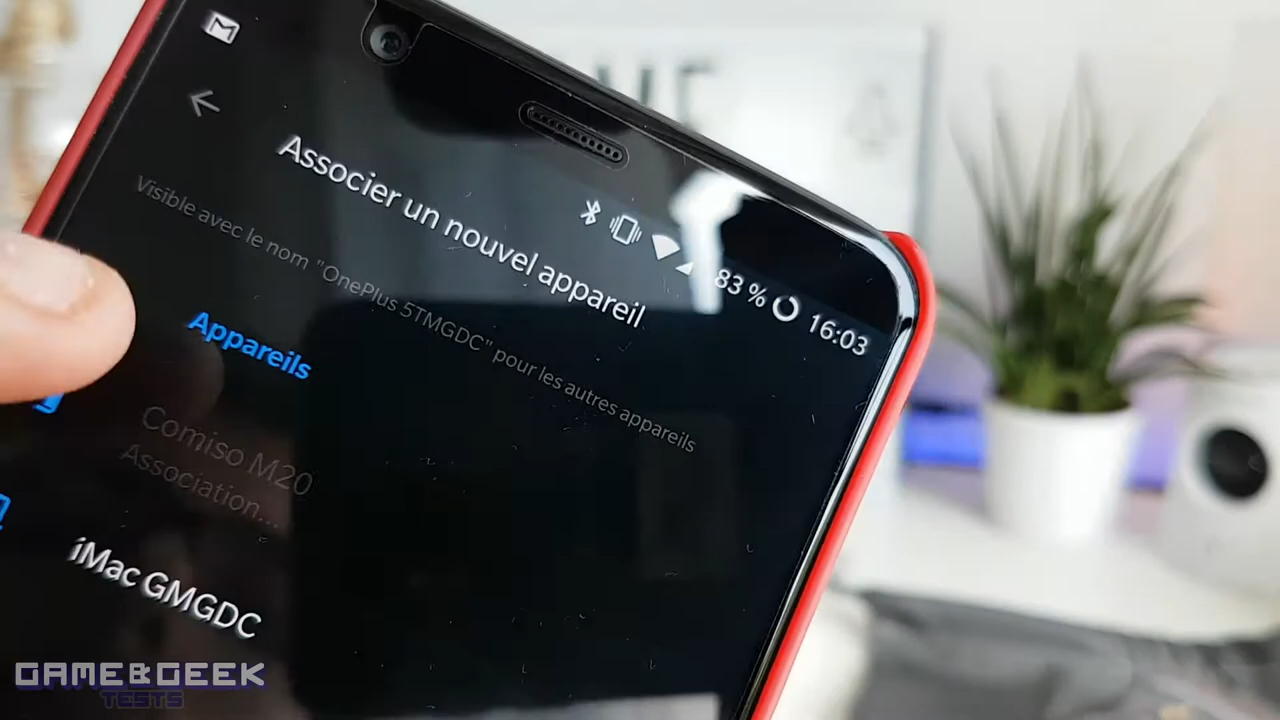 83 % 16:03
Associer un nouvel appareil
Visible avec le nom "OnePlus 5TMGDC" pour les autres appareils
Appareils
Comiso M20
Association...
iMac GMGDC
GAME&GEEK
TESTS